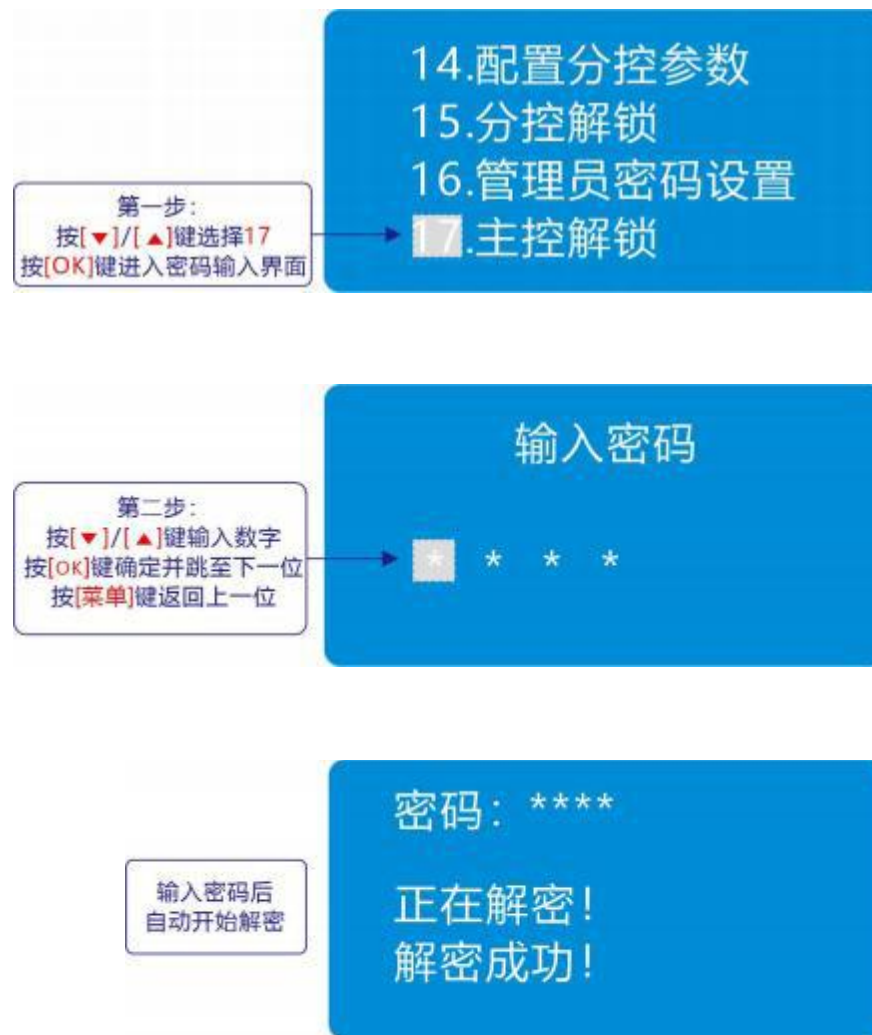 14.配置分控参数
15.分控解锁
16.管理员密码设置
17.主控解锁
第一步：
按[▼]/[▲]键选择17
按[OK]键进入密码输入界面
输入密码
* * * *
第二步：
按[▼]/[▲]键输入数字
按[OK]键确定并跳至下一位
按[菜单]键返回上一位
密码：****
正在解密！
解密成功！
输入密码后
自动开始解密